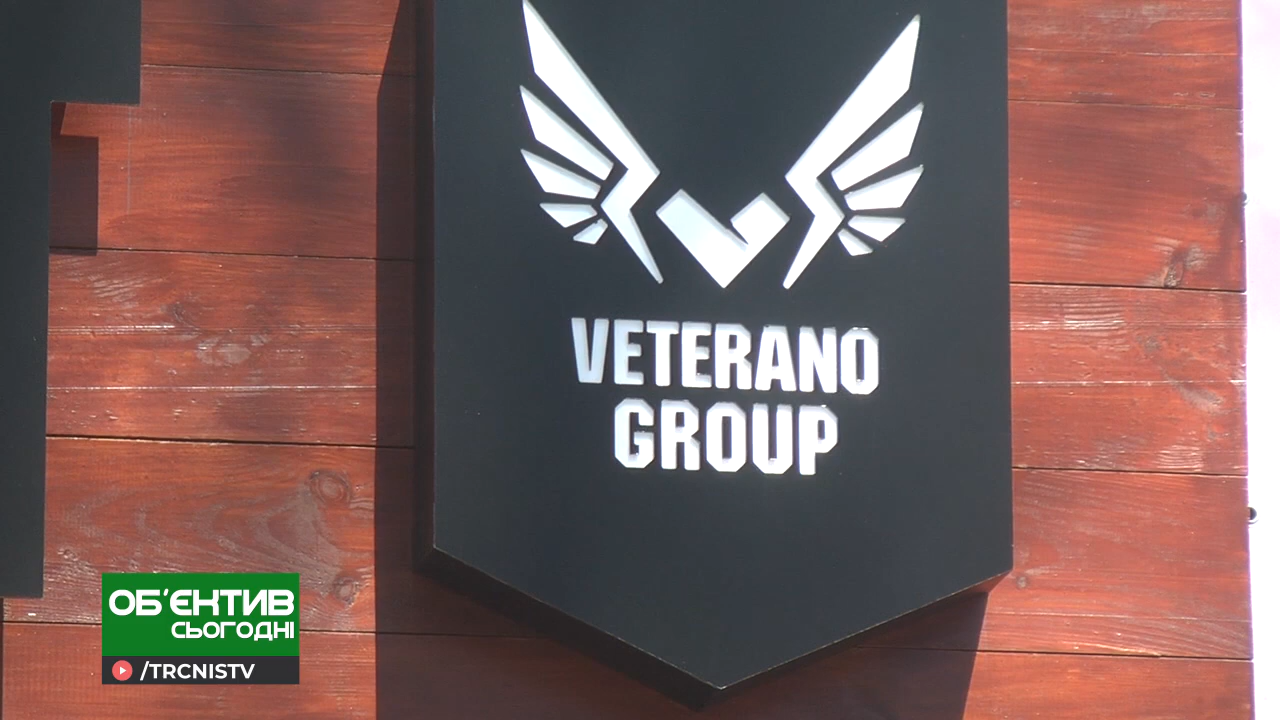 VETERANO
GROUP
ОБ'ЄКТИВ
СЬОГОДНІ
/TRCNISTV